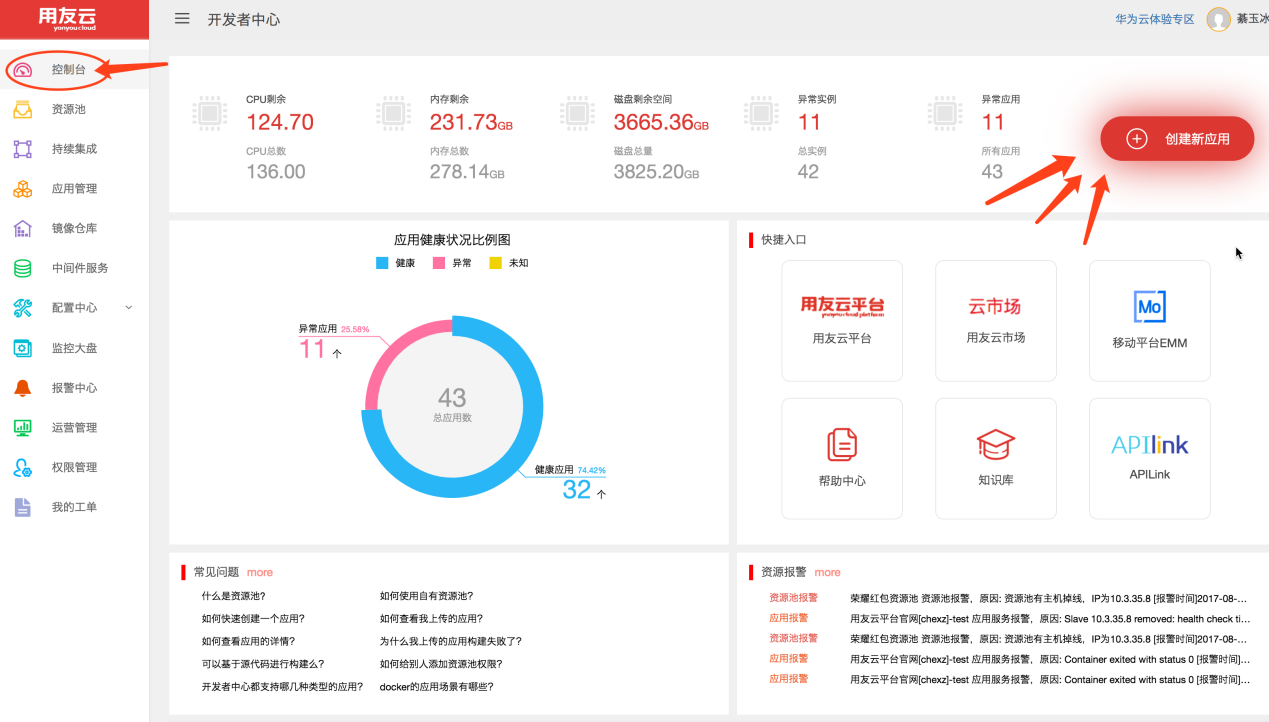 用友云
yonyoucloud
开发者中心
华为云体验专区
綦玉冰
控制台
资源池
持续集成
应用管理
镜像仓库
中间件服务
配置中心
监控大盘
报警中心
运营管理
权限管理
我的工单
CPU剩余
124.70
CPU总数
136.00
内存剩余
231.73GB
内存总数
278.14GB
磁盘剩余空间
3665.36GB
磁盘总量
3825.20GB
异常实例
11
总实例
42
异常应用
11
所有应用
43
创建新应用
应用健康状况比例图
健康 异常 未知
异常应用 25.58%
11 个
43
总应用数
健康应用 74.42%
32 个
快捷入口
用友云平台
yonyou cloud platform
用友云平台
云市场
用友云市场
Mo
移动平台EMM
帮助中心
知识库
APIlink
APILink
常见问题 more
什么是资源池? 如何使用自有资源池?
如何快速创建一个应用? 如何查看我上传的应用?
如何查看应用的详情? 为什么我上传的应用构建失败了?
可以基于源代码进行构建么? 如何给别人添加资源池权限?
开发者中心都支持哪几种类型的应用? docker的应用场景有哪些?
资源报警 more
资源池报警 荣耀红包资源池 资源池报警，原因: 资源池有主机掉线，IP为10.3.35.8 [报警时间]2017-08-...
应用报警 用友云平台官网[chexz]-test 应用服务报警，原因: Slave 10.3.35.8 removed: health check ti...
资源池报警 荣耀红包资源池 资源池报警，原因: 资源池有主机掉线，IP为10.3.35.8 [报警时间]2017-08-...
应用报警 用友云平台官网[chexz]-test 应用服务报警，原因: Container exited with status 0 [报警时间]...
应用报警 用友云平台官网[chexz]-test 应用服务报警，原因: Container exited with status 0 [报警时间]...